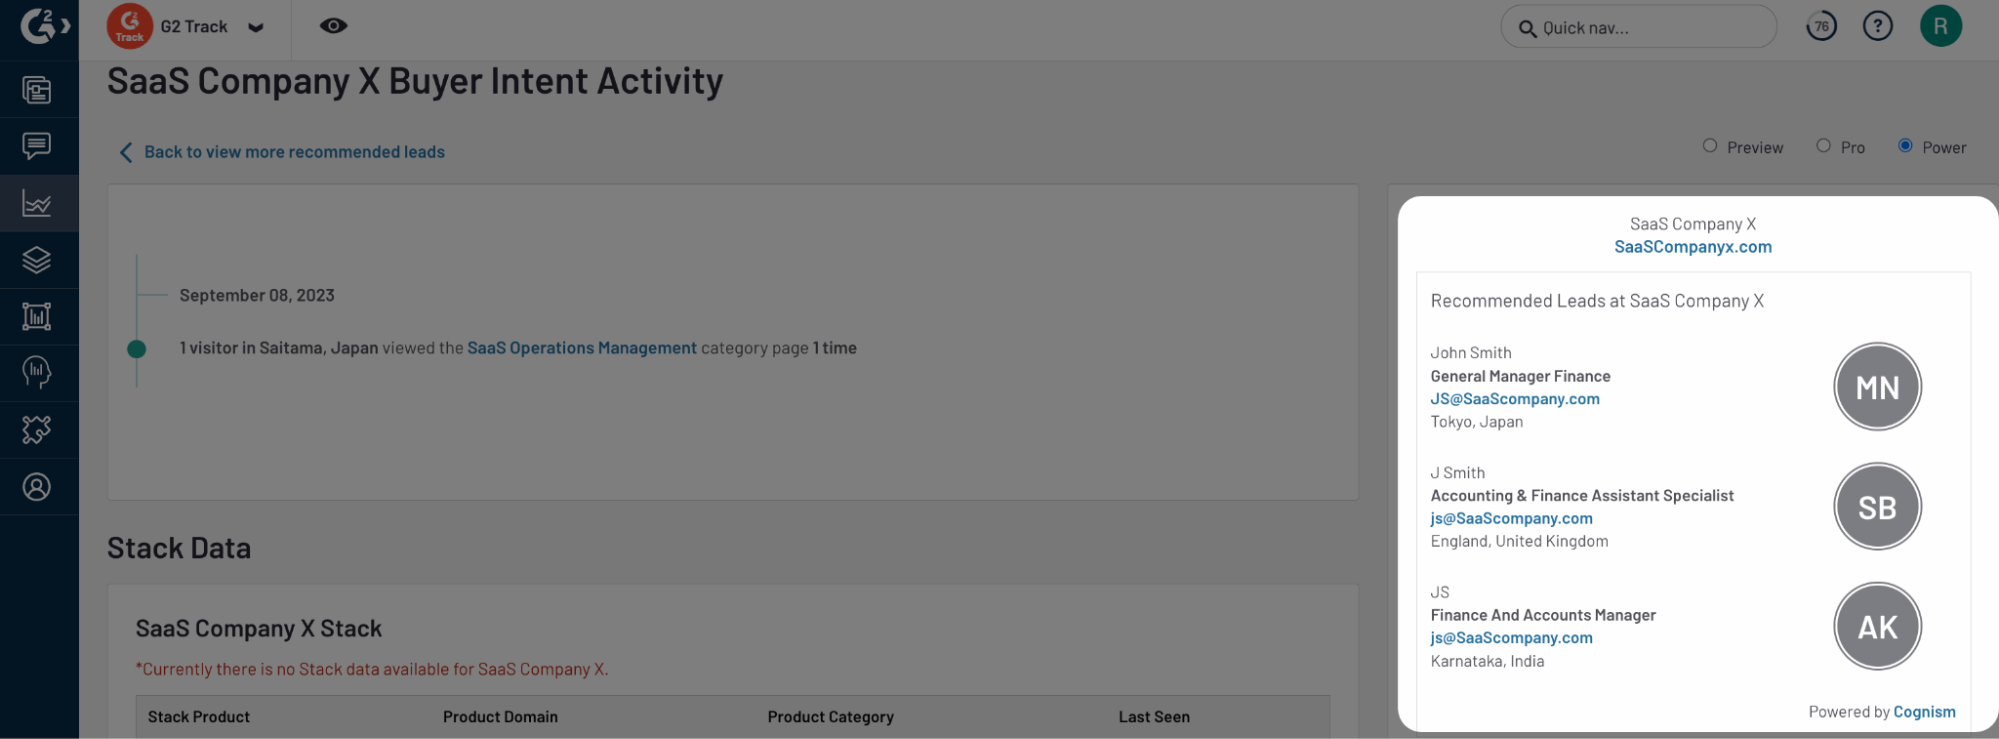 G2
G2 Track
Track
Quick nav...
76
?
R
SaaS Company X Buyer Intent Activity
Back to view more recommended leads
Preview
Pro
Power
September 08, 2023
1 visitor in Saitama, Japan viewed the SaaS Operations Management category page 1 time
Stack Data
SaaS Company X Stack
*Currently there is no Stack data available for SaaS Company X.
Stack Product
Product Domain
Product Category
Last Seen
SaaS Company X
SaaSCompanyx.com
Recommended Leads at SaaS Company X
John Smith
General Manager Finance
JS@SaaScompany.com
Tokyo, Japan
MN
J Smith
Accounting & Finance Assistant Specialist
js@SaaScompany.com
England, United Kingdom
SB
JS
Finance And Accounts Manager
js@SaaScompany.com
Karnataka, India
AK
Powered by Cognism